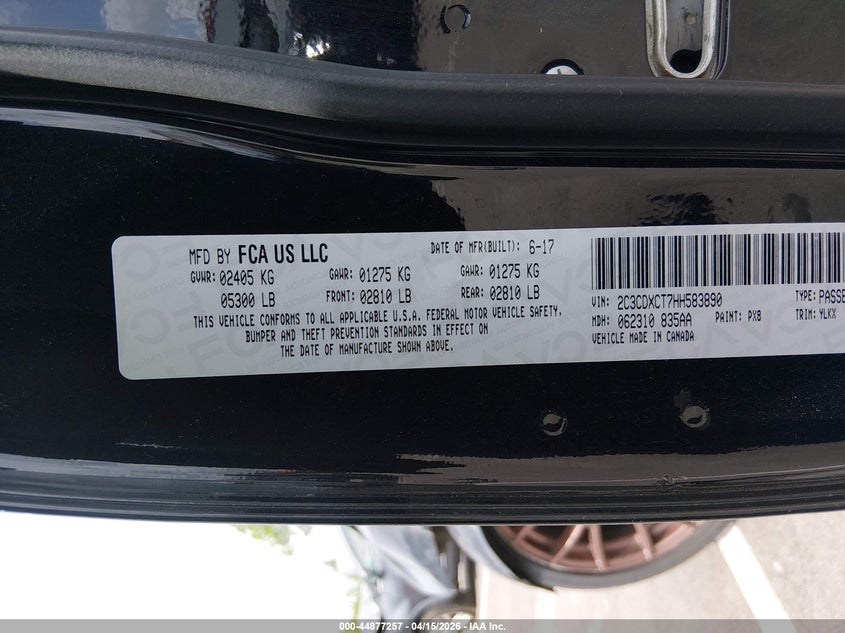 MFD BY FCA US LLC DATE OF MFR(BUILT): 6-17
GVWR: 02405 KG GAWR: 01275 KG GAWR: 01275 KG
05300 LB FRONT: 02810 LB REAR: 02810 LB
THIS VEHICLE CONFORMS TO ALL APPLICABLE U.S.A. FEDERAL MOTOR VEHICLE SAFETY,
BUMPER AND THEFT PREVENTION STANDARDS IN EFFECT ON
THE DATE OF MANUFACTURE SHOWN ABOVE.
VIN: 2C3CDXCT7HH583890 TYPE: PASSE
MDH: 062310 835AA PAINT: PX8 TRIM: YLKX
VEHICLE MADE IN CANADA
000-44877257 - 04/15/2026 - IAA Inc.